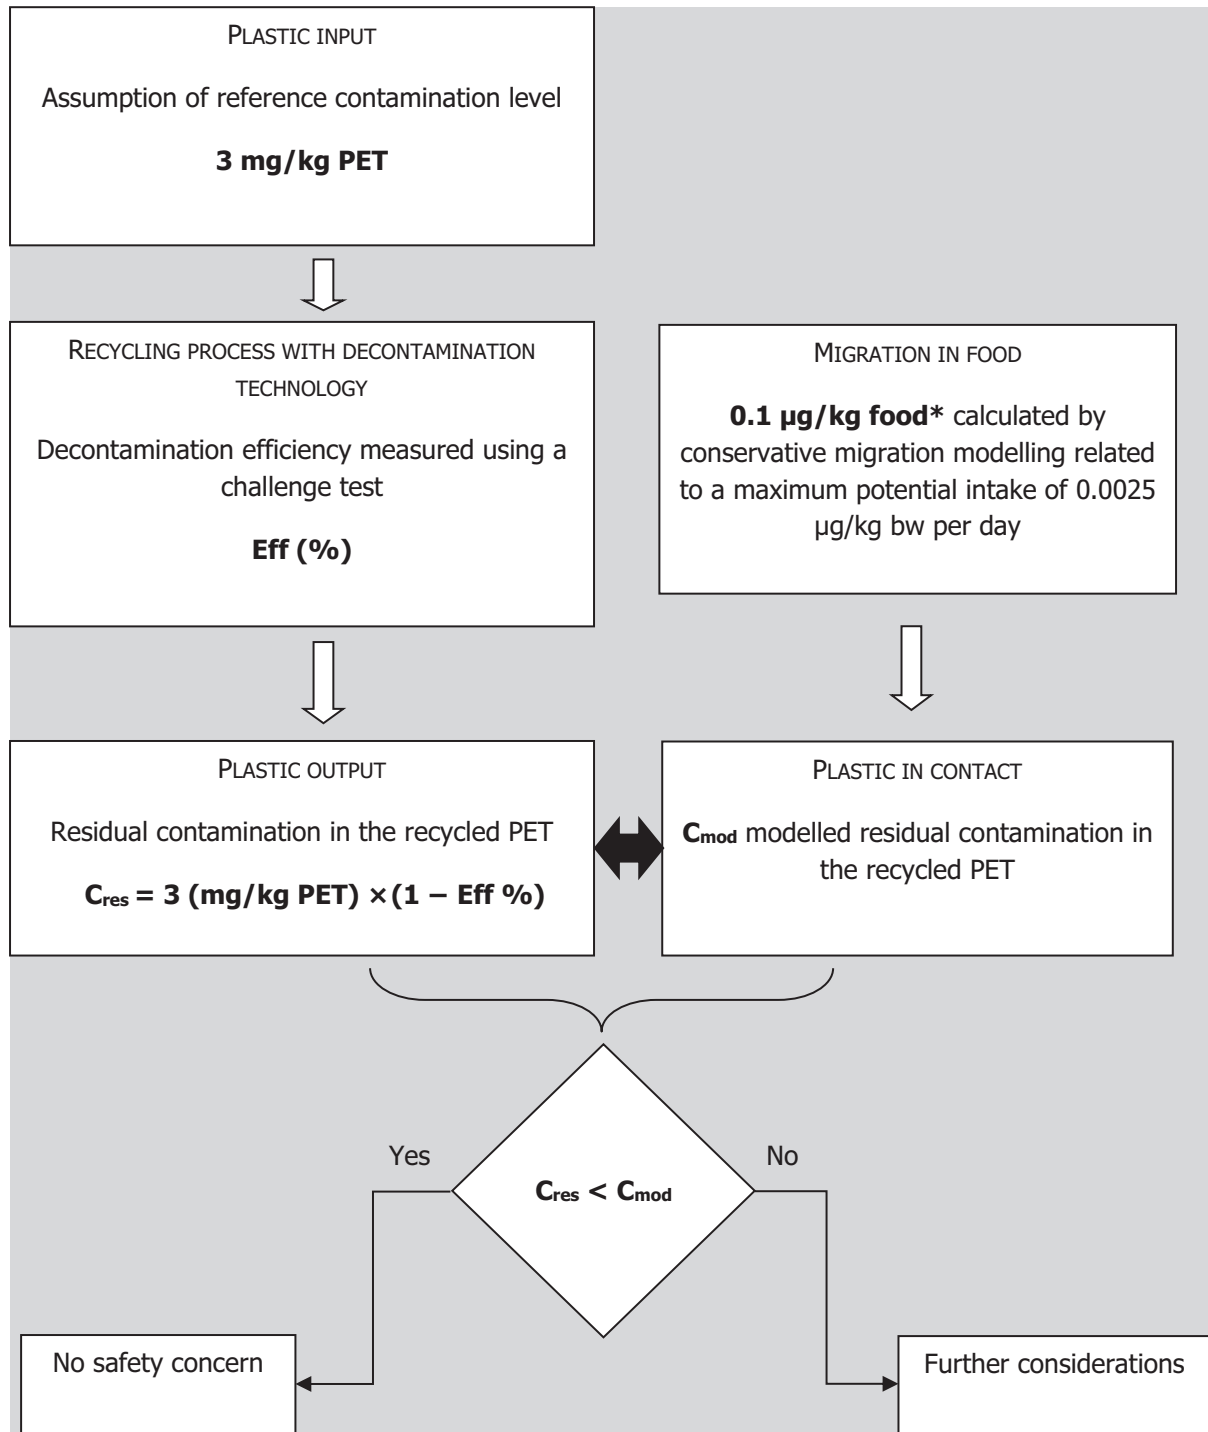 PLASTIC INPUT
Assumption of reference contamination level
3 mg/kg PET
RECYCLING PROCESS WITH DECONTAMINATION
TECHNOLOGY
Decontamination efficiency measured using a
challenge test
Eff (%)
MIGRATION IN FOOD
0.1 µg/kg food* calculated by
conservative migration modelling related
to a maximum potential intake of 0.0025
µg/kg bw per day
PLASTIC OUTPUT
Residual contamination in the recycled PET
Cres = 3 (mg/kg PET) ×(1 − Eff %)
PLASTIC IN CONTACT
Cmod modelled residual contamination in
the recycled PET
Yes
No
Cres < Cmod
No safety concern
Further considerations